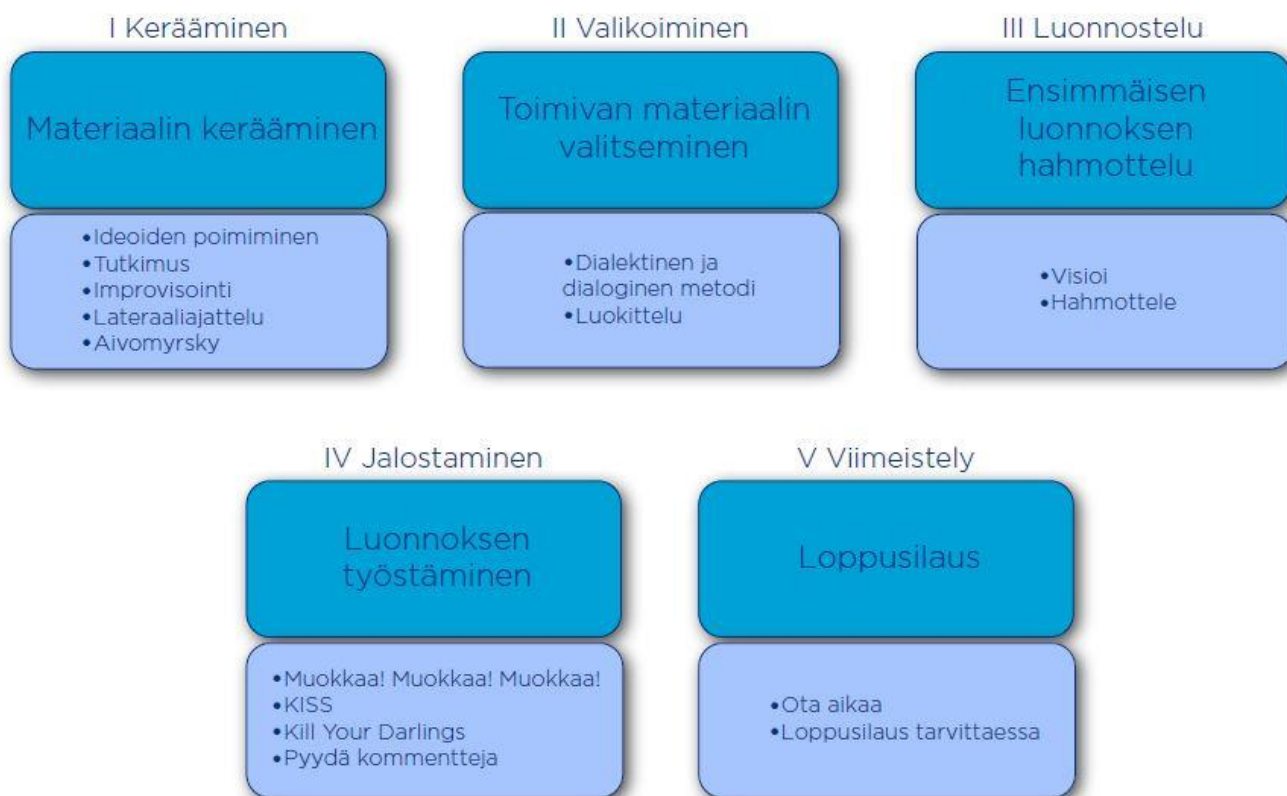 I Kerääminen
Materiaalin kerääminen
•Ideoiden poimiminen
•Tutkimus
•Improvisointi
•Lateraaliajattelu
•Aivomyrsky
II Valikoiminen
Toimivan materiaalin
valitseminen
•Dialektinen ja
dialoginen metodi
•Luokittelu
III Luonnostelu
Ensimmäisen
luonnoksen
hahmottelu
•Visioi
•Hahmottele
IV Jalostaminen
Luonnoksen
työstäminen
•Muokkaa! Muokkaa! Muokkaa!
•KISS
•Kill Your Darlings
•Pyydä kommentteja
V Viimeistely
Loppusilaus
•Ota aikaa
•Loppusilaus tarvittaessa